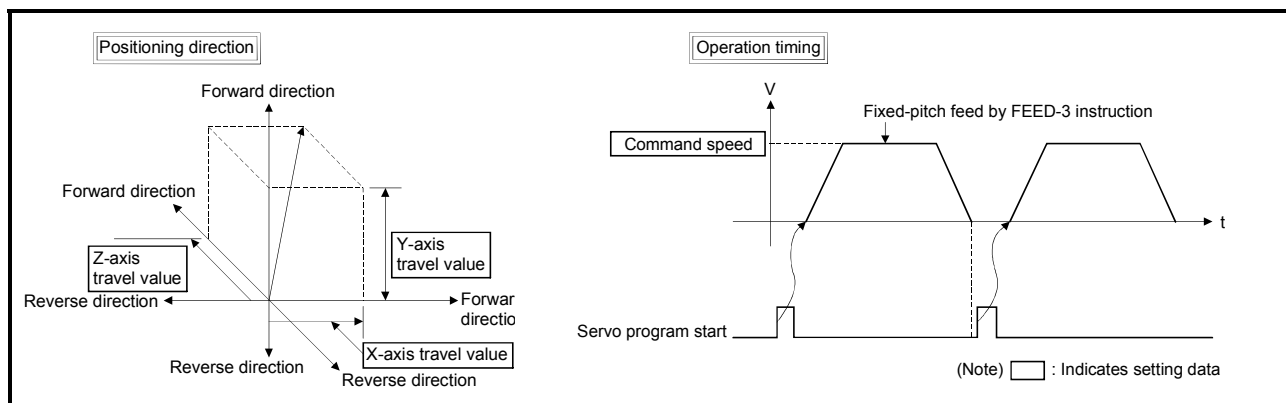 Positioning direction
Forward direction
Forward direction
Z-axis
travel value
Y-axis
travel value
Reverse direction
Forwar
directio
X-axis travel value
Reverse direction
Reverse direction
Operation timing
V
Fixed-pitch feed by FEED-3 instruction
Command speed
t
Servo program start
(Note) : Indicates setting data